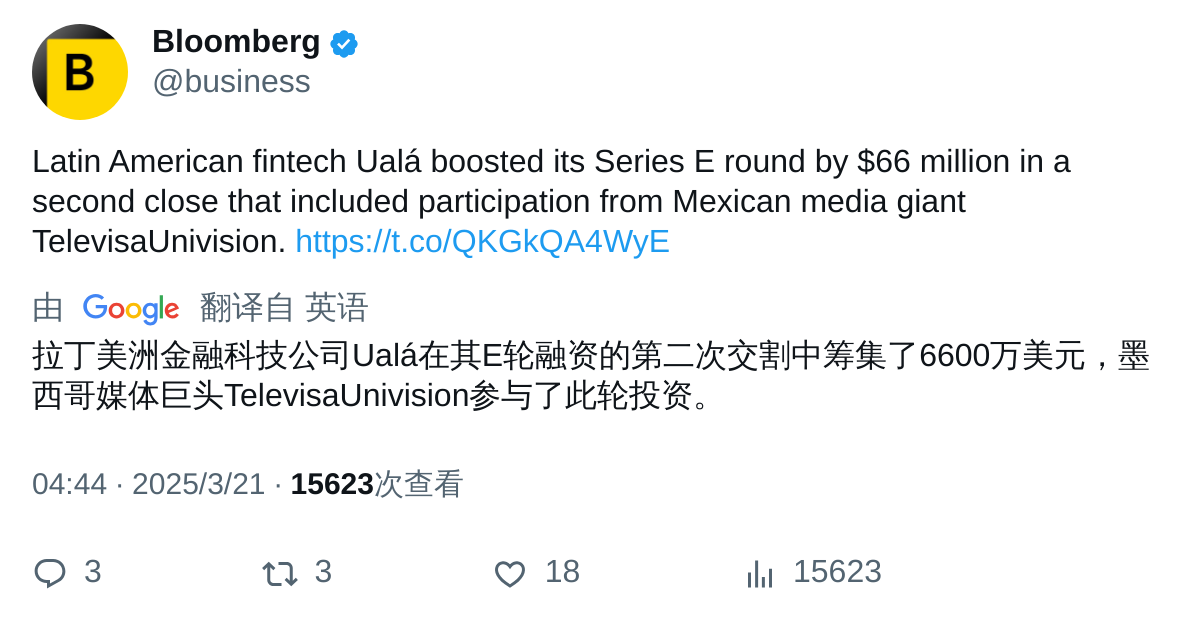 B
Bloomberg
@business
Latin American fintech Ualá boosted its Series E round by $66 million in a
second close that included participation from Mexican media giant
TelevisaUnivision. https://t.co/QKGkQA4WyE
由 Google 翻译自 英语
拉丁美洲金融科技公司Ualá在其E轮融资的第二次交割中筹集了6600万美元，墨
西哥媒体巨头TelevisaUnivision参与了此轮投资。
04:44 · 2025/3/21 · 15623次查看
3 3 18 15623